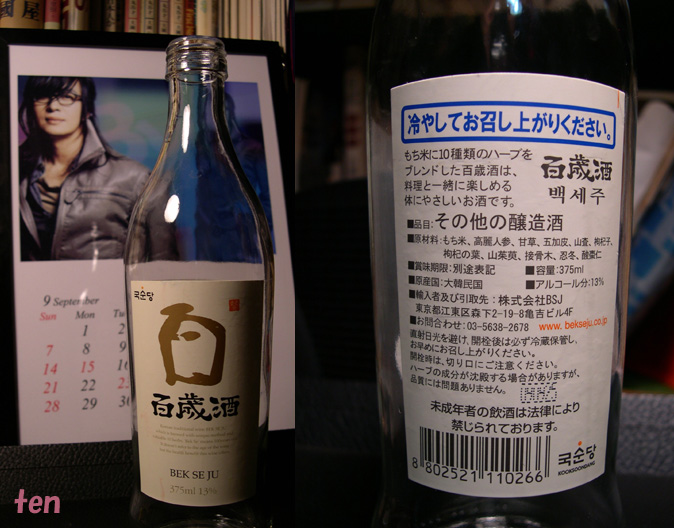 屋
9 September
Sun
Mon
Tu
1
2
7
8
9
14
15
16
21
22
23
28
29
30
국순당
百歳酒
BEK SE JU
375ml 13%
ten
冷やしてお召し上がりください。
もち米に10種類のハーブを
ブレンドした百歳酒は、
料理と一緒に楽しめる
体にやさしいお酒です。
百歳酒
백세주
■品目:その他の醸造酒
■原材料:もち米、高麗人参、甘草、五加皮、山査、枸杞子、
枸杞の葉、山茱萸、接骨木、忍冬、酸棗仁
■賞味期限:別途表記 ■容量:375ml
■原産国:大韓民国 ■アルコール分:13%
■輸入者及び引取先:株式会社BSJ
東京都江東区森下2-19-8亀吉ビル4F
■お問合わせ:03-5638-2678 www.bekseju.co.jp
直射日光を避け、開栓後は必ず冷蔵保管し、
お早めにお召し上がりください。
開栓時は、切り口にご注意ください。
ハーブの成分が沈殿する場合がありますが、
品質には問題ありません。
未成年者の飲酒は法律により
禁じられております。
8 802521 110266
국순당
KOOKSOONDANG